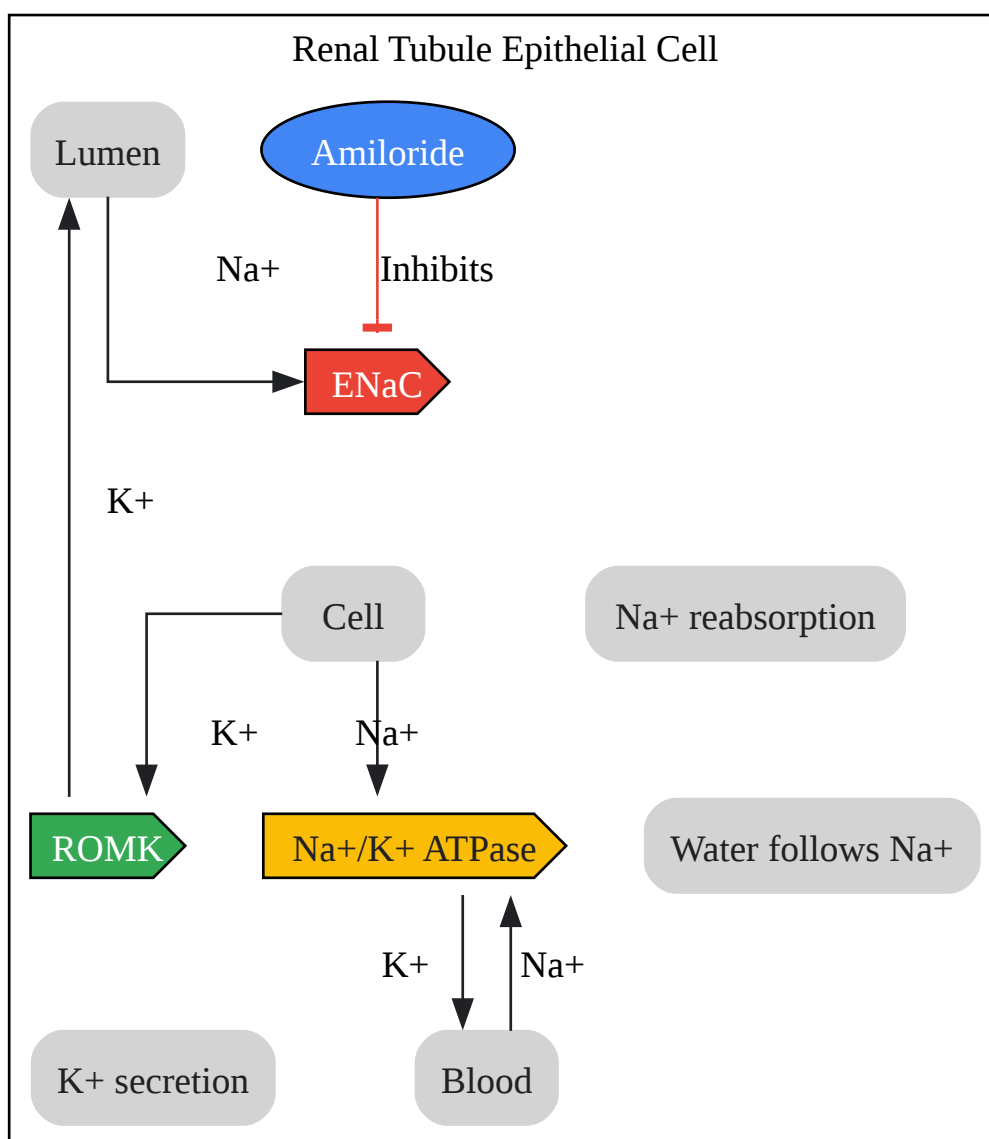 Renal Tubule Epithelial Cell
Lumen
Amiloride
Na+
Inhibits
ENaC
K+
Cell
Na+ reabsorption
K+
Na+
ROMK
Na+/K+ ATPase
Water follows Na+
K+
Na+
K+ secretion
Blood